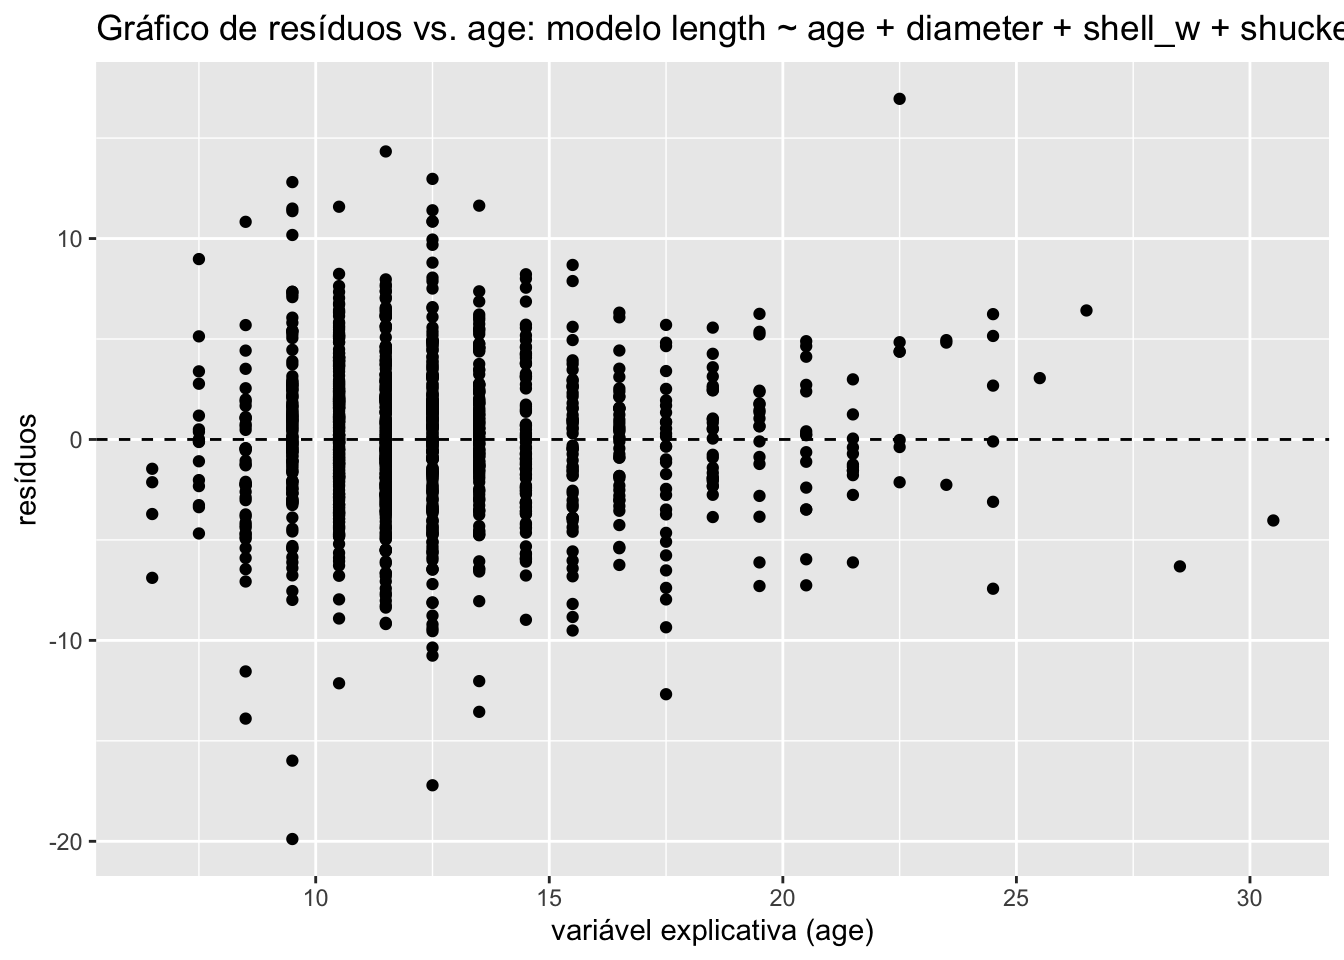 Gráfico de resíduos vs. age: modelo length ~ age + diameter + shell_w + shucke
10
0
-10
-20
resíduos
10 15 20 25 30
variável explicativa (age)